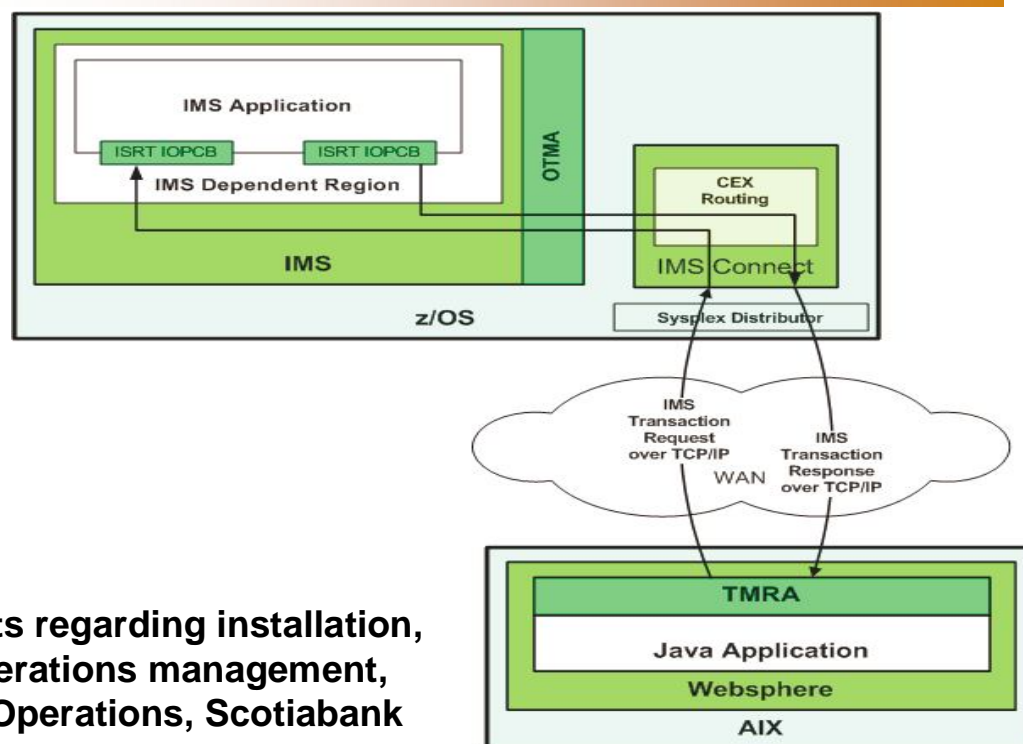 IMS Application
ISRT IOPCB
ISRT IOPCB
IMS Dependent Region
IMS
OTMA
CEX
Routing
IMS Connect
z/OS
Sysplex Distributor
IMS
Transaction
Request
over TCP/IP
WAN
IMS
Transaction
Response
over TCP/IP
TMRA
Java Application
Websphere
AIX
regarding installation,
management,
Operations, Scotiabank